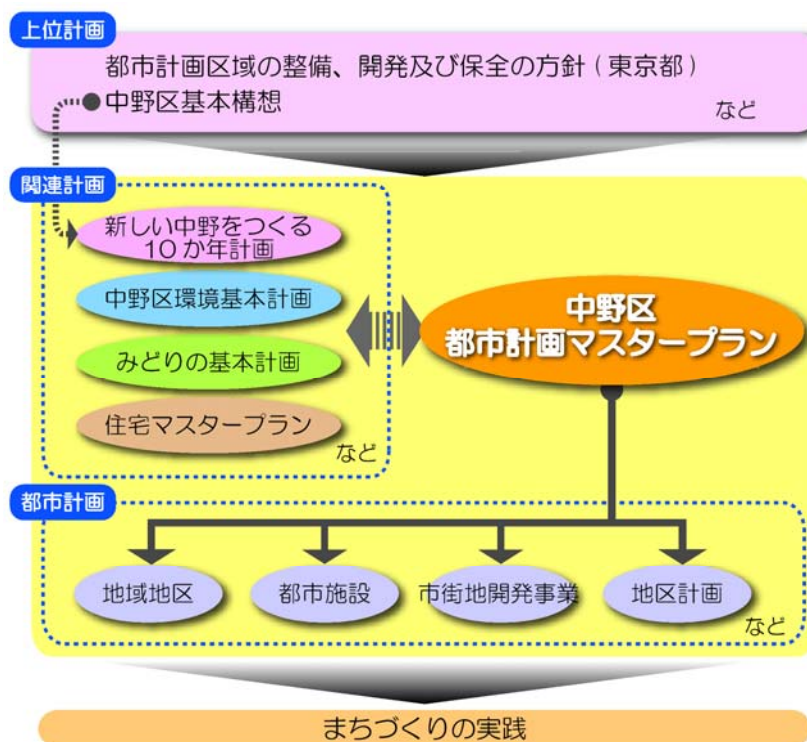 上位計画
都市計画区域の整備、開発及び保全の方針（東京都）
中野区基本構想
など
関連計画
新しい中野をつくる
10か年計画
中野区環境基本計画
みどりの基本計画
住宅マスタープラン
など
中野区
都市計画マスタープラン
都市計画
地域地区
都市施設
市街地開発事業
地区計画
など
まちづくりの実践